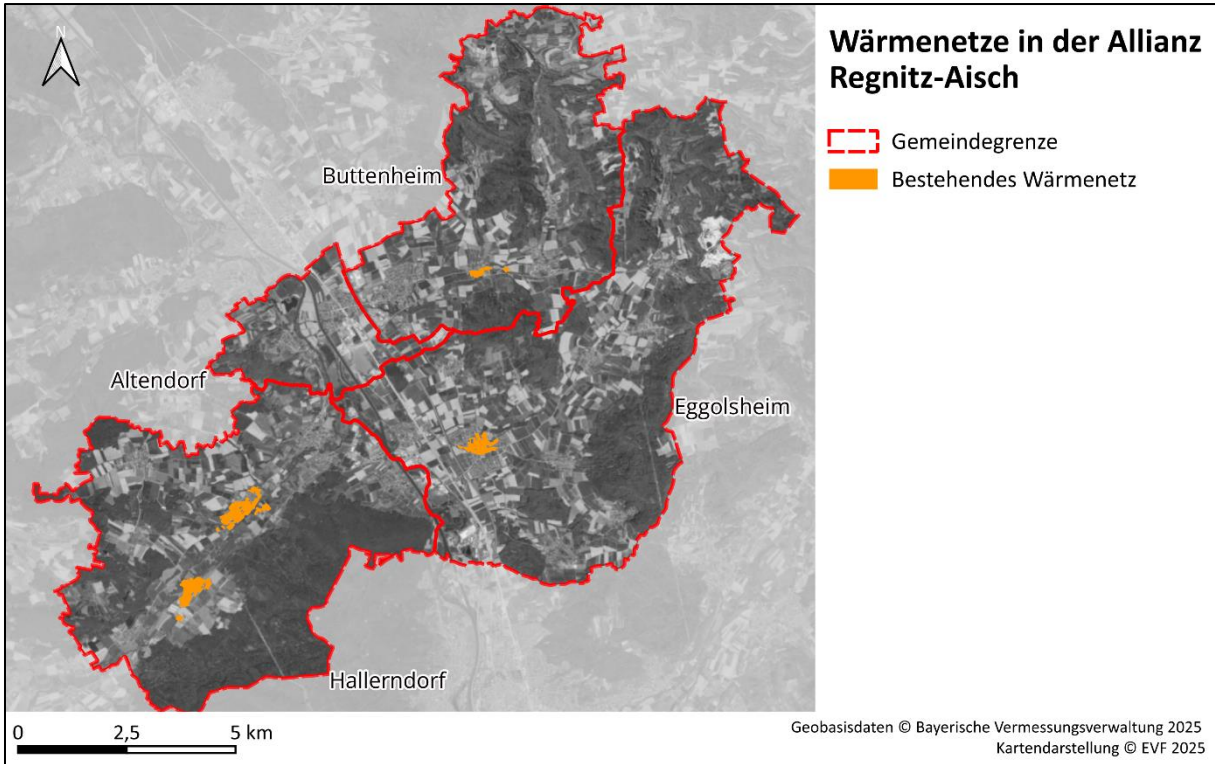 N
Wärmenetze in der Allianz
Regnitz-Aisch
Gemeindegrenze
Bestehendes Wärmenetz
Buttenheim
Altendorf
Eggolsheim
Hallerndorf
0 2,5 5 km
Geobasisdaten © Bayerische Vermessungsverwaltung 2025
Kartendarstellung © EVF 2025